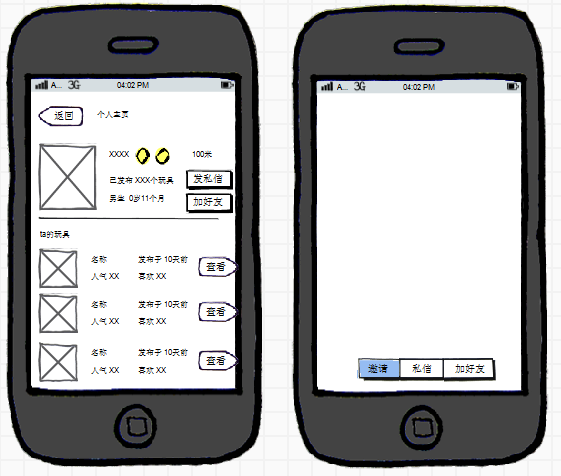 A... 3G 04:02 PM
返回 个人主页
XXXX 100米
已发布 XXX个玩具 发私信
男生 0岁11个月 加好友
ta的玩具
名称 发布于 10天前 查看
人气 XX 喜欢 XX
名称 发布于 10天前 查看
人气 XX 喜欢 XX
名称 发布于 10天前 查看
人气 XX 喜欢 XX
A... 3G 04:02 PM
邀请 私信 加好友